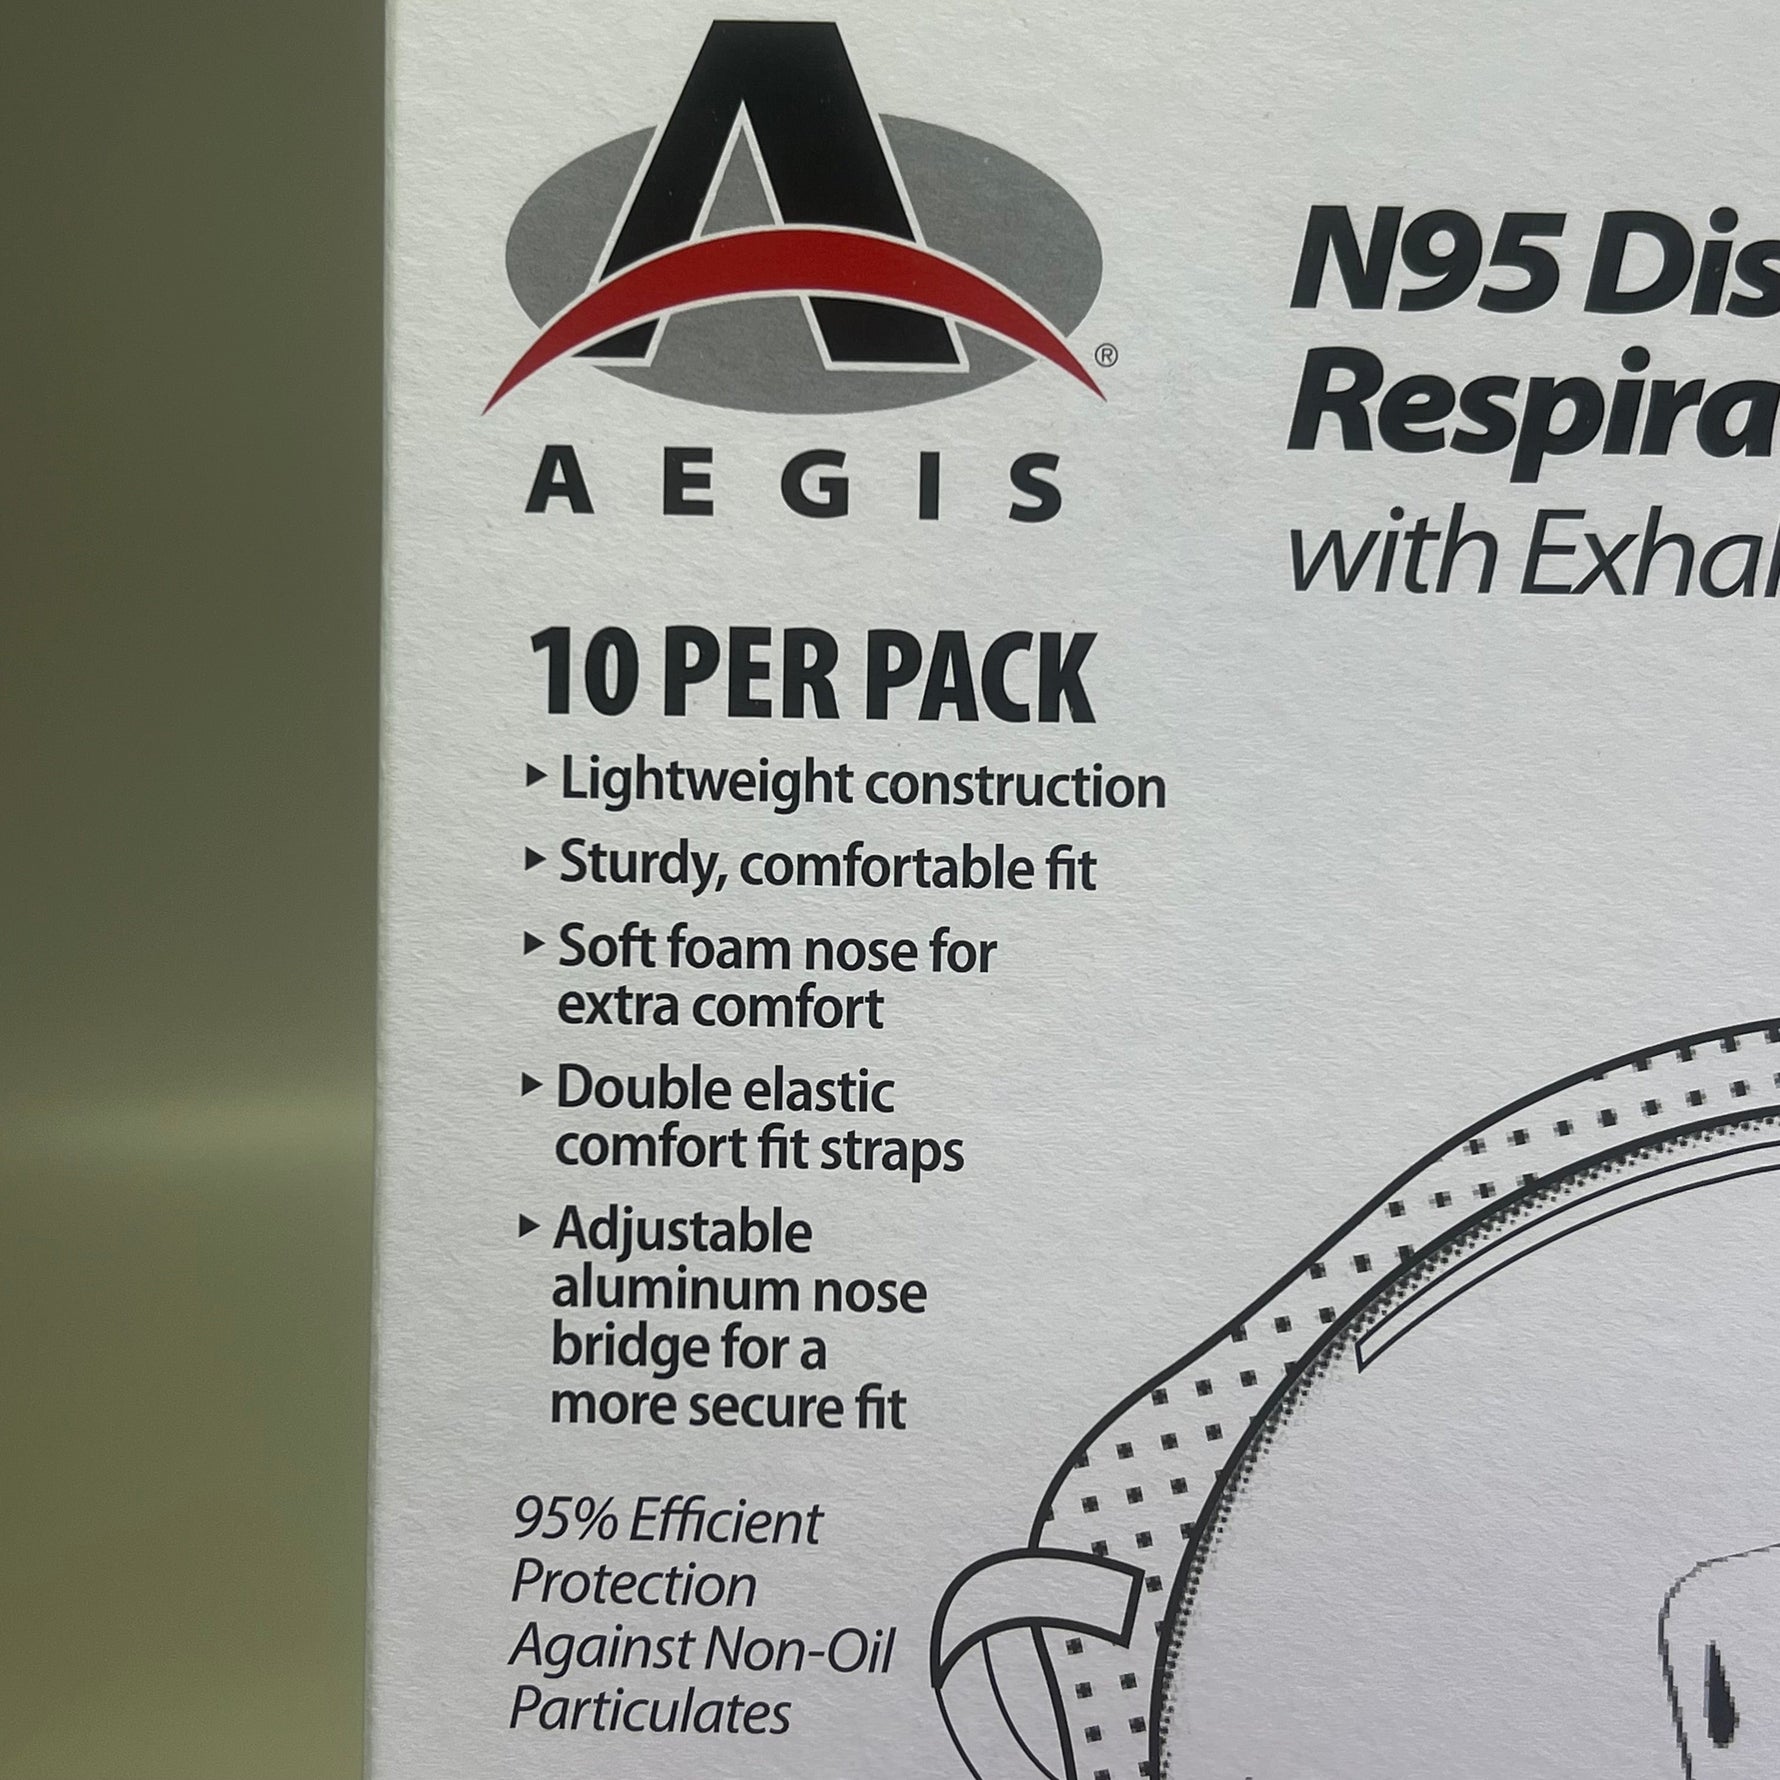 A
®
AEGIS
N95 Dis
Respira
with Exhal
10 PER PACK
Lightweight construction
Sturdy, comfortable fit
Soft foam nose for
extra comfort
Double elastic
comfort fit straps
Adjustable
aluminum nose
bridge for a
more secure fit
95% Efficient
Protection
Against Non-Oil
Particulates